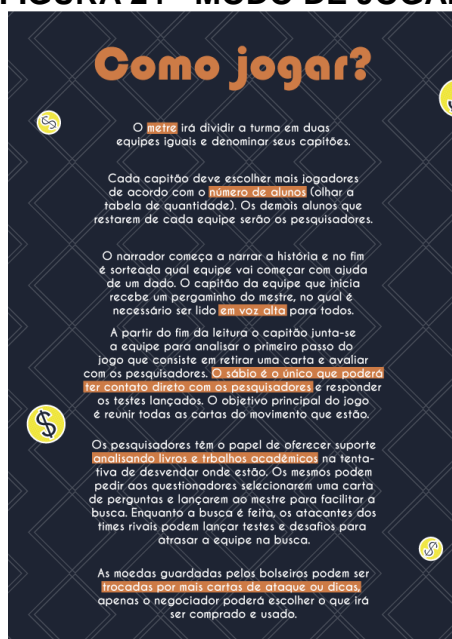 FIGURA 21 - MODO DE JOGAR
Como jogar?
O metre irá dividir a turma em duas
equipes iguais e denominar seus capitões.
Cada capitão deve escolher mais jogadores
de acordo com o número de alunos (olhar a
tabela de quantidade). Os demais alunos que
restarem de cada equipe serão os pesquisadores.
O narrador começa a narrar a história e no fim
é sorteada qual equipe vai começar com ajuda
de um dado. O capitão da equipe que inicia
recebe um pergaminho do mestre, no qual é
necessário ser lido em voz alta para todos.
A partir do fim da leitura o capitão junta-se
a equipe para analisar o primeiro passo do
jogo que consiste em retirar uma carta e avaliar
com os pesquisadores. O sábio é o único que poderá
ter contato direto com os pesquisadores e responder
os testes lançados. O objetivo principal do jogo
é reunir todas as cartas do movimento que estão.
Os pesquisadores têm o papel de oferecer suporte
analisando livros e trbalhos acadêmicos na tenta-
tiva de desvendar onde estão. Os mesmos podem
pedir aos questionadores selecionarem uma carta
de perguntas e lançarem ao mestre para facilitar a
busca. Enquanto a busca é feita, os atacantes dos
times rivais podem lançar testes e desafios para
atrasar a equipe na busca.
As moedas guardadas pelos bolseiros podem ser
trocadas por mais cartas de ataque ou dicas,
apenas o negociador poderá escolher o que irá
ser comprado e usado.